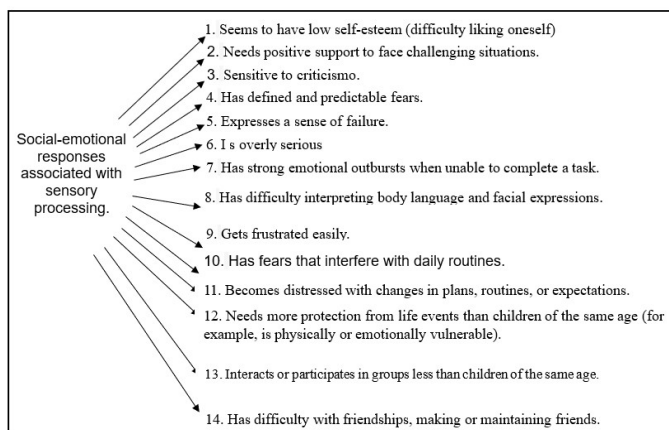 Social-emotional
responses
associated with
sensory
processing.
1. Seems to have low self-esteem (difficulty liking oneself)
2. Needs positive support to face challenging situations.
3. Sensitive to criticismo.
4. Has defined and predictable fears.
5. Expresses a sense of failure.
6. I s overly serious
7. Has strong emotional outbursts when unable to complete a task.
8. Has difficulty interpreting body language and facial expressions.
9. Gets frustrated easily.
10. Has fears that interfere with daily routines.
11. Becomes distressed with changes in plans, routines, or expectations.
12. Needs more protection from life events than children of the same age (for
example, is physically or emotionally vulnerable).
13. Interacts or participates in groups less than children of the same age.
14. Has difficulty with friendships, making or maintaining friends.